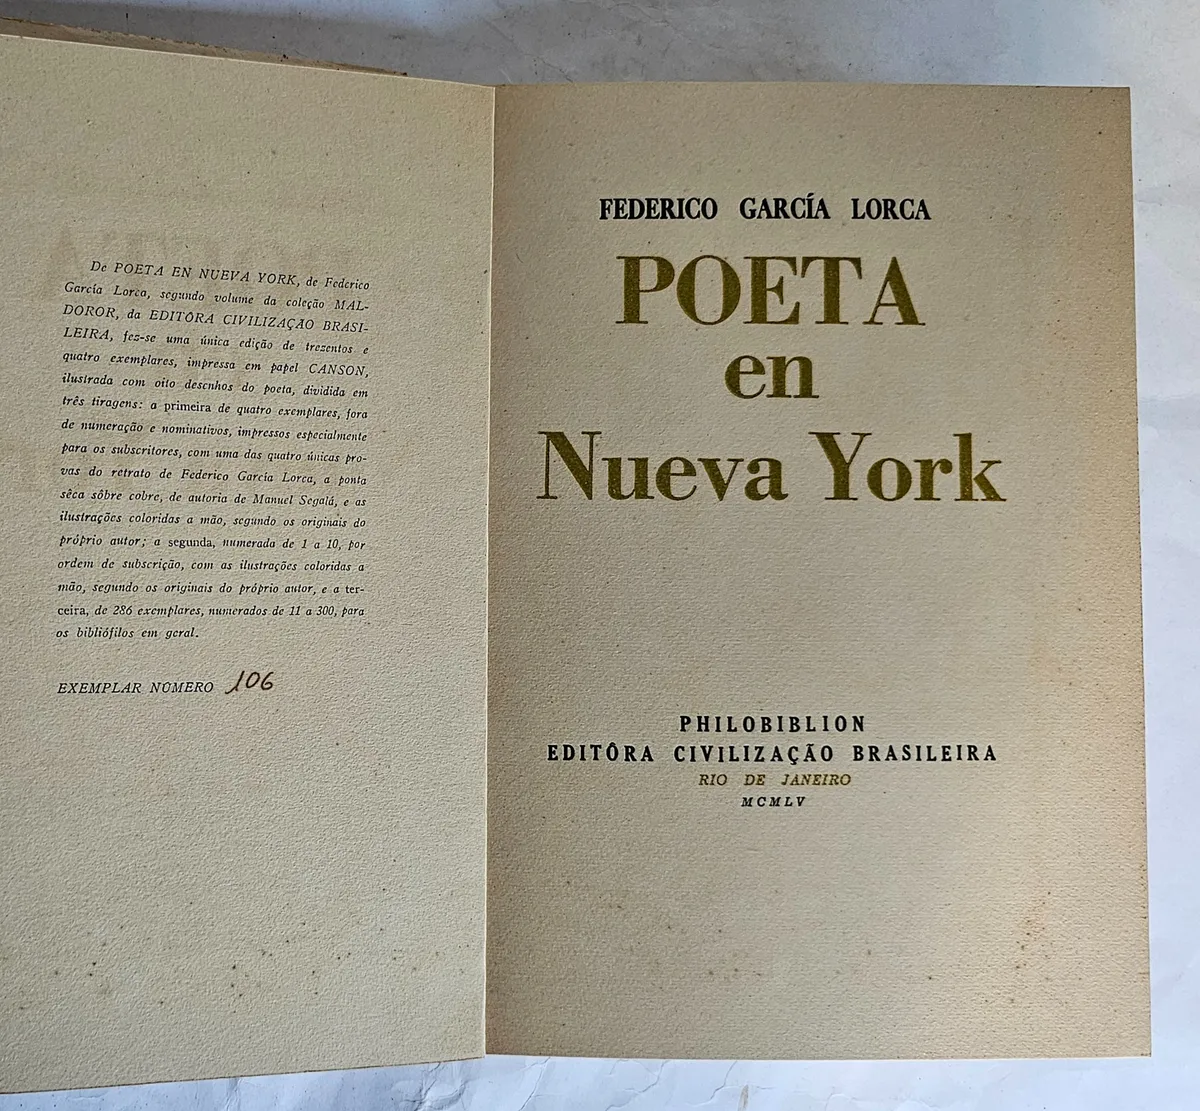 De POETA EN NUEVA YORK, de Federico
García Lorca, segundo volume da coleção MAL-
DOROR, da EDITÔRA CIVILIZAÇÃO BRASI-
LEIRA, fez-se uma única edição de trezentos e
quatro exemplares, impressa em papel CANSON,
ilustrada com oito desenhos do poeta, dividida em
três tiragens: a primeira de quatro exemplares, fora
de numeração e nominativos, impressos especialmente
para os subscritores, com uma das quatro únicas pro-
vas do retrato de Federico García Lorca, a ponta
sêca sôbre cobre, de autoria de Manuel Segalá, e as
ilustrações coloridas a mão, segundo os originais do
próprio autor; a segunda, numerada de 1 a 10, por
ordem de subscrição, com as ilustrações coloridas a
mão, segundo os originais do próprio autor, e a ter-
ceira, de 286 exemplares, numerados de 11 a 300, para
os bibliófilos em geral.
EXEMPLAR NÚMERO 106
FEDERICO GARCÍA LORCA
POETA
en
Nueva York
PHILOBIBLION
EDITÔRA CIVILIZAÇÃO BRASILEIRA
RIO DE JANEIRO
MCMLV